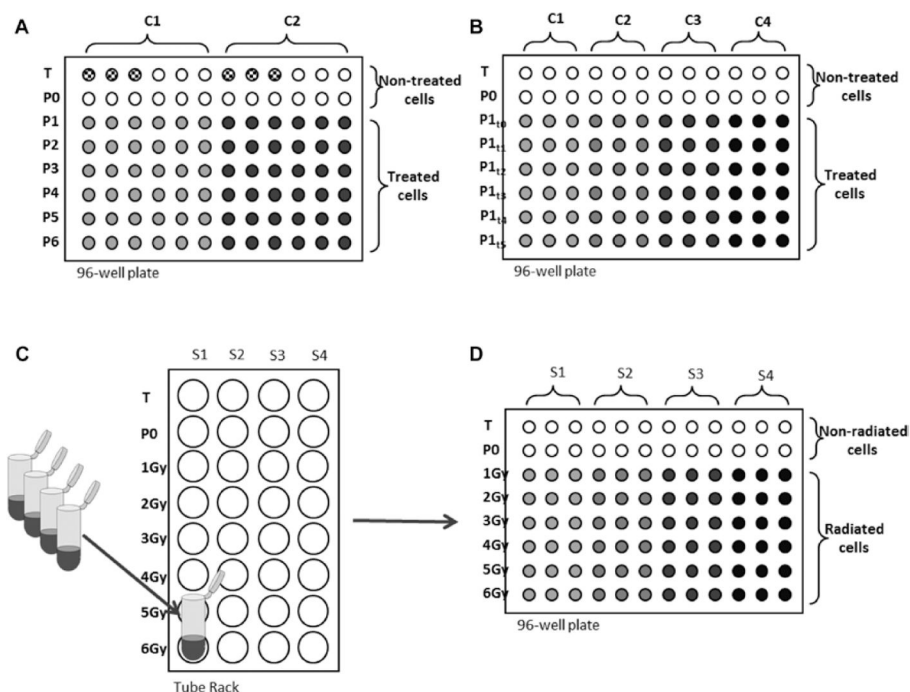 A
C1 C2
T
P0
P1
P2
P3
P4
P5
P6
Non-treated
cells
Treated
cells
96-well plate
B
C1 C2 C3 C4
T
P0
P1t0
P1t1
P1t2
P1t3
P1t4
P1t5
Non-treated
cells
Treated
cells
96-well plate
C
S1 S2 S3 S4
T
P0
1Gy
2Gy
3Gy
4Gy
5Gy
6Gy
Tube Rack
D
S1 S2 S3 S4
T
P0
1Gy
2Gy
3Gy
4Gy
5Gy
6Gy
Non-radiated
cells
Radiated
cells
96-well plate